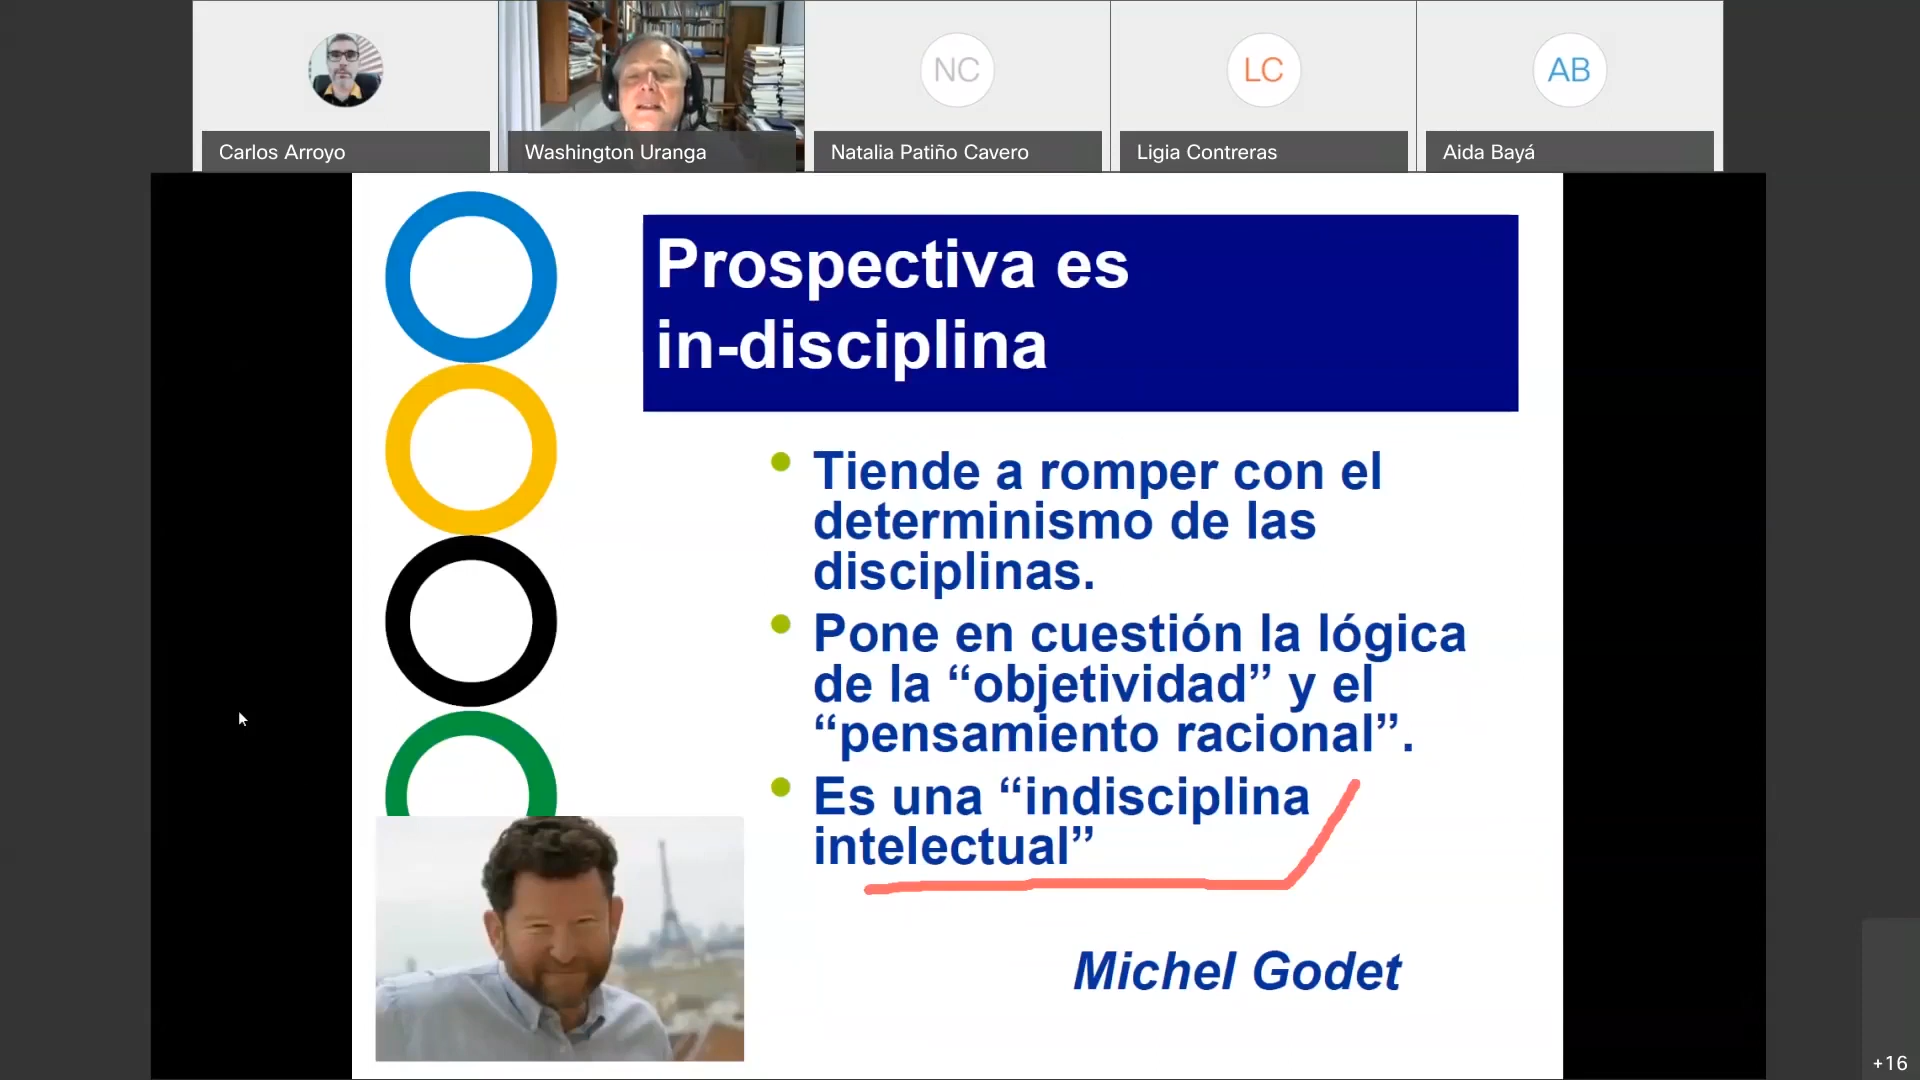 Carlos Arroyo
Washington Uranga
NC
Natalia Patiño Cavero
LC
Ligia Contreras
AB
Aida Bayá
Prospectiva es
in-disciplina
• Tiende a romper con el
determinismo de las
disciplinas.
• Pone en cuestión la lógica
de la “objetividad” y el
“pensamiento racional”.
• Es una “indisciplina
intelectual”
Michel Godet
+16